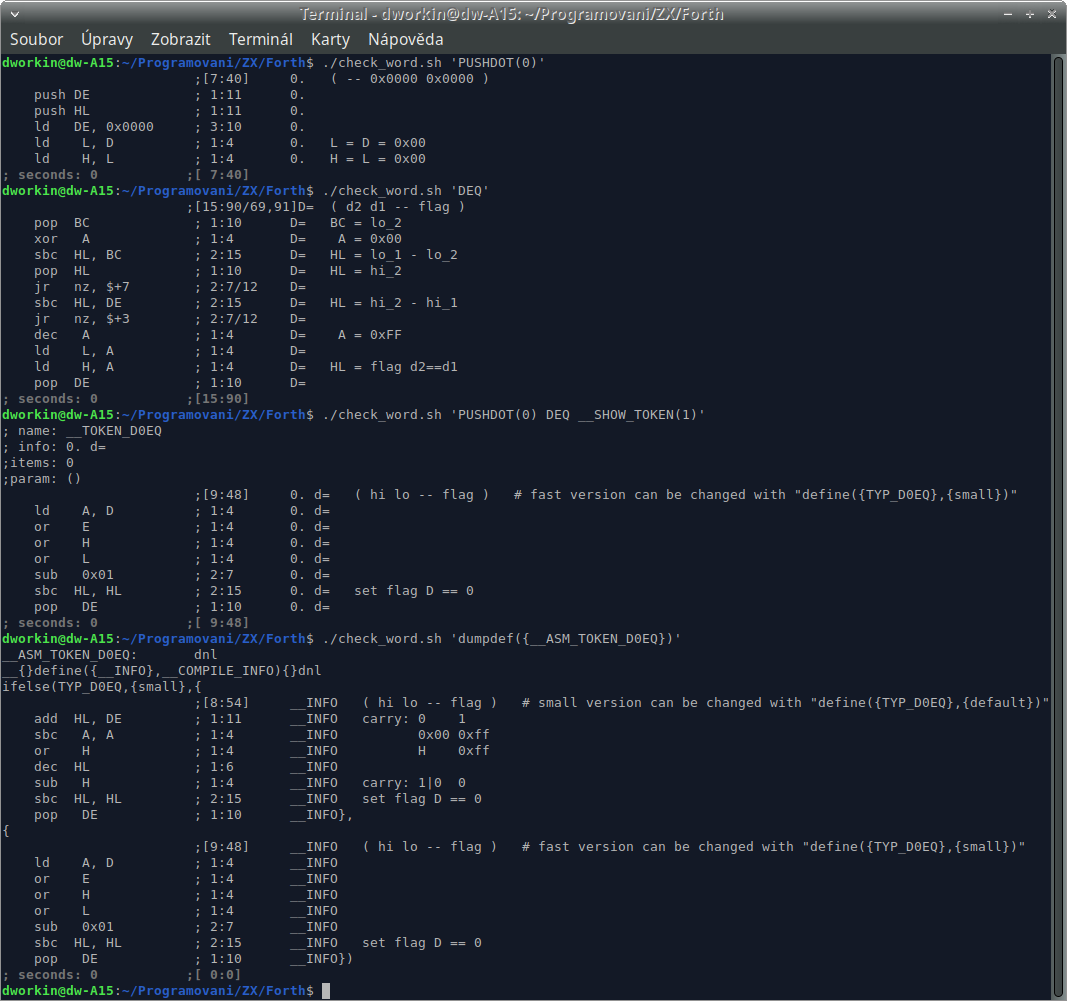 Terminal - dworkin@dw-A15: ~/Programovani/ZX/Forth
Soubor Úpravy Zobrazit Terminál Karty Nápověda
dworkin@dw-A15:~/Programovani/ZX/Forth$ ./check_word.sh 'PUSHDOT(0)'
                        ;[7:40]     0.   ( -- 0x0000 0x0000 )
    push DE             ; 1:11      0.
    push HL             ; 1:11      0.
    ld   DE, 0x0000     ; 3:10      0.
    ld    L, D          ; 1:4       0.   L = D = 0x00
    ld    H, L          ; 1:4       0.   H = L = 0x00
; seconds: 0           ;[ 7:40]
dworkin@dw-A15:~/Programovani/ZX/Forth$ ./check_word.sh 'DEQ'
                       ;[15:90/69,91]D=  ( d2 d1 -- flag )
    pop  BC             ; 1:10      D=   BC = lo_2
    xor   A             ; 1:4       D=    A = 0x00
    sbc  HL, BC         ; 2:15      D=   HL = lo_1 - lo_2
    pop  HL             ; 1:10      D=   HL = hi_2
    jr   nz, $+7        ; 2:7/12    D=
    sbc  HL, DE         ; 2:15      D=   HL = hi_2 - hi_1
    jr   nz, $+3        ; 2:7/12    D=
    dec   A             ; 1:4       D=    A = 0xFF
    ld    L, A          ; 1:4       D=
    ld    H, A          ; 1:4       D=   HL = flag d2==d1
    pop  DE             ; 1:10      D=
; seconds: 0           ;[15:90]
dworkin@dw-A15:~/Programovani/ZX/Forth$ ./check_word.sh 'PUSHDOT(0) DEQ __SHOW_TOKEN(1)'
; name: __TOKEN_D0EQ
; info: 0. d=
;items: 0
;param: ()
                        ;[9:48]     0. d=   ( hi lo -- flag )   # fast version can be changed with "define({TYP_D0EQ},{small})"
    ld    A, D          ; 1:4       0. d=
    or    E             ; 1:4       0. d=
    or    H             ; 1:4       0. d=
    or    L             ; 1:4       0. d=
    sub   0x01          ; 2:7       0. d=
    sbc  HL, HL         ; 2:15      0. d=   set flag D == 0
    pop   DE            ; 1:10      0. d=
; seconds: 0           ;[ 9:48]
dworkin@dw-A15:~/Programovani/ZX/Forth$ ./check_word.sh 'dumpdef({__ASM_TOKEN_D0EQ})'
__ASM_TOKEN_D0EQ:       dnl
__{}define({__INFO},__COMPILE_INFO){}dnl
ifelse(TYP_D0EQ,{small},{
                        ;[8:54]     __INFO   ( hi lo -- flag )   # small version can be changed with "define({TYP_D0EQ},{default})"
    add  HL, DE         ; 1:11      __INFO   carry: 0    1
    sbc   A, A          ; 1:4       __INFO          0x00 0xff
    or    H             ; 1:4       __INFO          H    0xff
    dec  HL             ; 1:6       __INFO
    sub   H             ; 1:4       __INFO   carry: 1|0  0
    sbc  HL, HL         ; 2:15      __INFO   set flag D == 0
    pop   DE            ; 1:10      __INFO},
{
                        ;[9:48]     __INFO   ( hi lo -- flag )   # fast version can be changed with "define({TYP_D0EQ},{small})"
    ld    A, D          ; 1:4       __INFO
    or    E             ; 1:4       __INFO
    or    H             ; 1:4       __INFO
    or    L             ; 1:4       __INFO
    sub   0x01          ; 2:7       __INFO
    sbc  HL, HL         ; 2:15      __INFO   set flag D == 0
    pop   DE            ; 1:10      __INFO})
; seconds: 0           ;[ 0:0]
dworkin@dw-A15:~/Programovani/ZX/Forth$